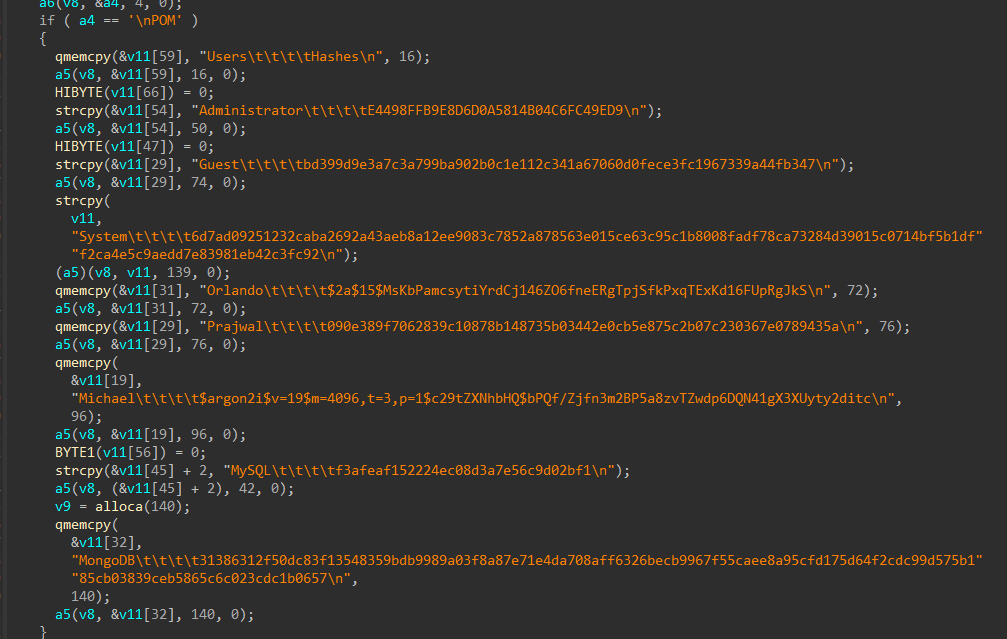 a6(v8, &a4, 4, 0);
if ( a4 == '\nPOM' )
{
qmemcpy(&v11[59], "Users\t\t\t\tHashes\n", 16);
a5(v8, &v11[59], 16, 0);
HIBYTE(v11[66]) = 0;
strcpy(&v11[54], "Administrator\t\t\t\tE4498FFB9E8D6D0A5814B04C6FC49ED9\n");
a5(v8, &v11[54], 50, 0);
HIBYTE(v11[47]) = 0;
strcpy(&v11[29], "Guest\t\t\t\tbd399d9e3a7c3a799ba902b0c1e112c341a67060d0fece3fc1967339a44fb347\n");
a5(v8, &v11[29], 74, 0);
strcpy(
v11,
"System\t\t\t\t6d7ad09251232caba2692a43aeb8a12ee9083c7852a878563e015ce63c95c1b8008fadf78ca73284d39015c0714bf5b1df"
"f2ca4e5c9aedd7e83981eb42c3fc92\n");
(a5)(v8, v11, 139, 0);
qmemcpy(&v11[31], "Orlando\t\t\t\t$2a$15$MsKbPamcsytiYrdCj146ZO6fneERgTpjSfkPxqTExKd16FUpRgJkS\n", 72);
a5(v8, &v11[31], 72, 0);
qmemcpy(&v11[29], "Prajwal\t\t\t\t090e389f7062839c10878b148735b03442e0cb5e875c2b07c230367e0789435a\n", 76);
a5(v8, &v11[29], 76, 0);
qmemcpy(
&v11[19],
"Michael\t\t\t\t$argon2i$v=19$m=4096,t=3,p=1$c29tZXNhbHQ$bPQf/Zjfn3m2BP5a8zvTZwdp6DQN41gX3XUyty2ditc\n",
96);
a5(v8, &v11[19], 96, 0);
BYTE1(v11[56]) = 0;
strcpy(&v11[45] + 2, "MySQL\t\t\t\tf3afeaf152224ec08d3a7e56c9d02bf1\n");
a5(v8, (&v11[45] + 2), 42, 0);
v9 = alloca(140);
qmemcpy(
&v11[32],
"MongoDB\t\t\t\t31386312f50dc83f13548359bdb9989a03f8a87e71e4da708aff6326becb9967f55caee8a95cfd175d64f2cdc99d575b1"
"85cb03839ceb5865c6c023cdc1b0657\n",
140);
a5(v8, &v11[32], 140, 0);
}